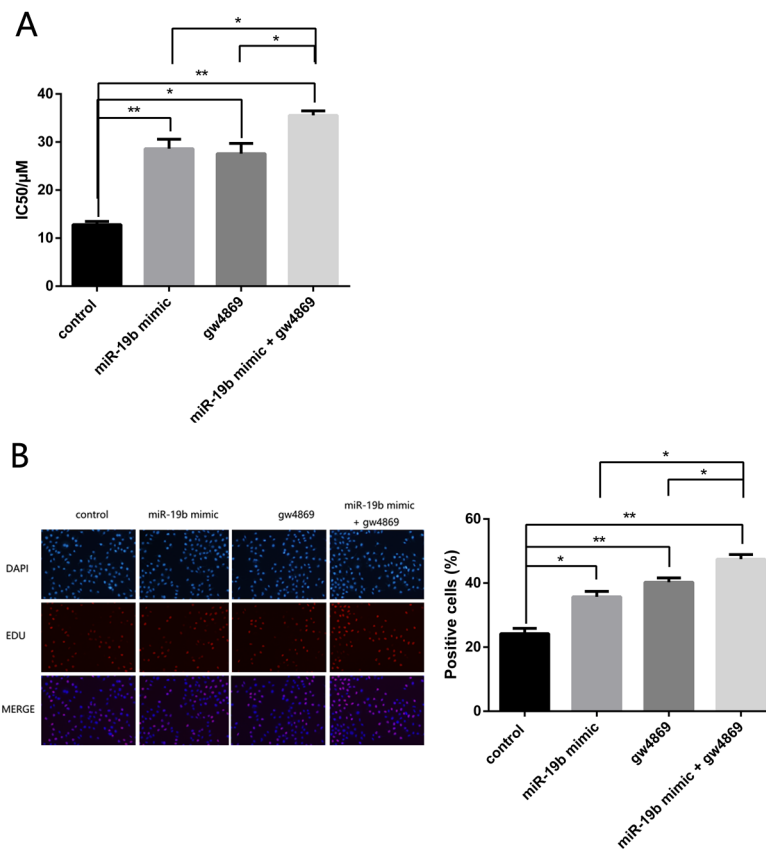 A
*
*
**
*
**
40
30
20
10
0
IC50/μM
control
miR-19b mimic
gw4869
miR-19b mimic + gw4869
B
control
miR-19b mimic
gw4869
miR-19b mimic
+ gw4869
DAPI
EDU
MERGE
*
*
**
**
*
60
40
20
0
Positive cells (%)
control
miR-19b mimic
gw4869
miR-19b mimic + gw4869